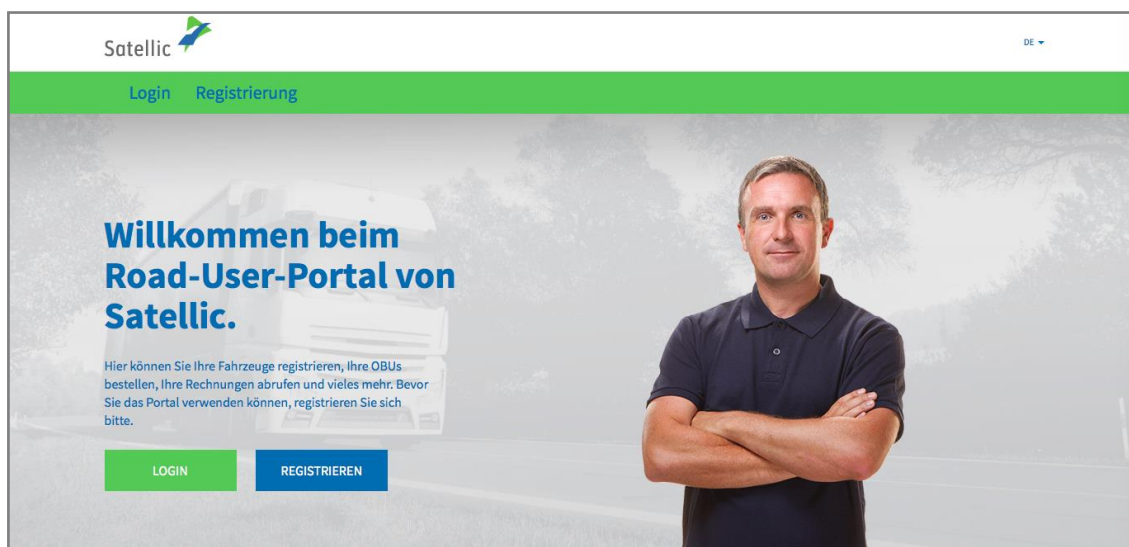 Satellic
DE
Login Registrierung
Willkommen beim
Road-User-Portal von
Satellic.
Hier können Sie Ihre Fahrzeuge registrieren, Ihre OBUs
bestellen, Ihre Rechnungen abrufen und vieles mehr. Bevor
Sie das Portal verwenden können, registrieren Sie sich
bitte.
LOGIN REGISTRIEREN